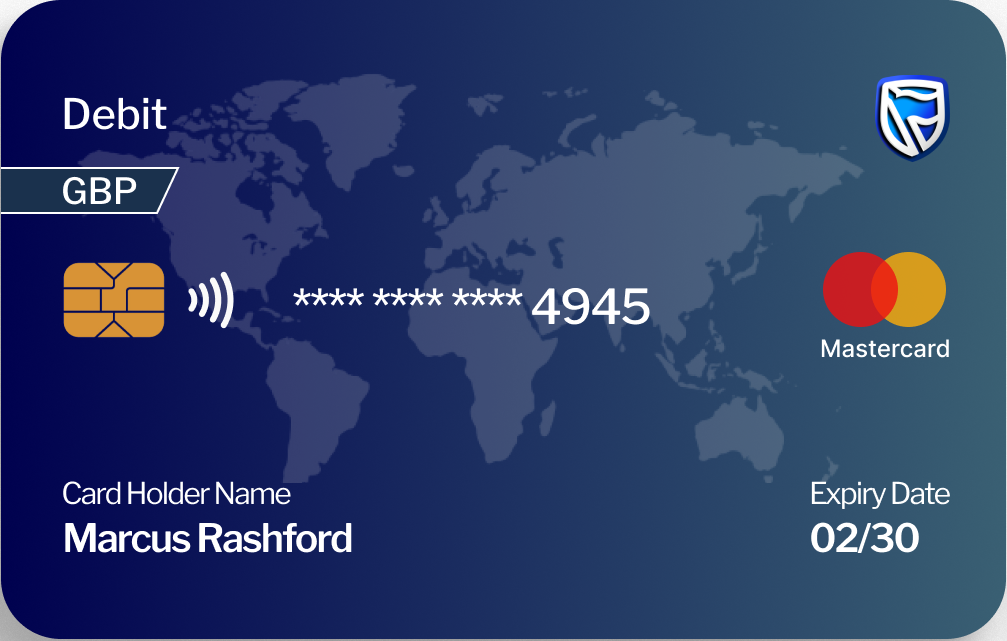 Debit
GBP
**** **** **** 4945
Mastercard
Card Holder Name
Marcus Rashford
Expiry Date
02/30